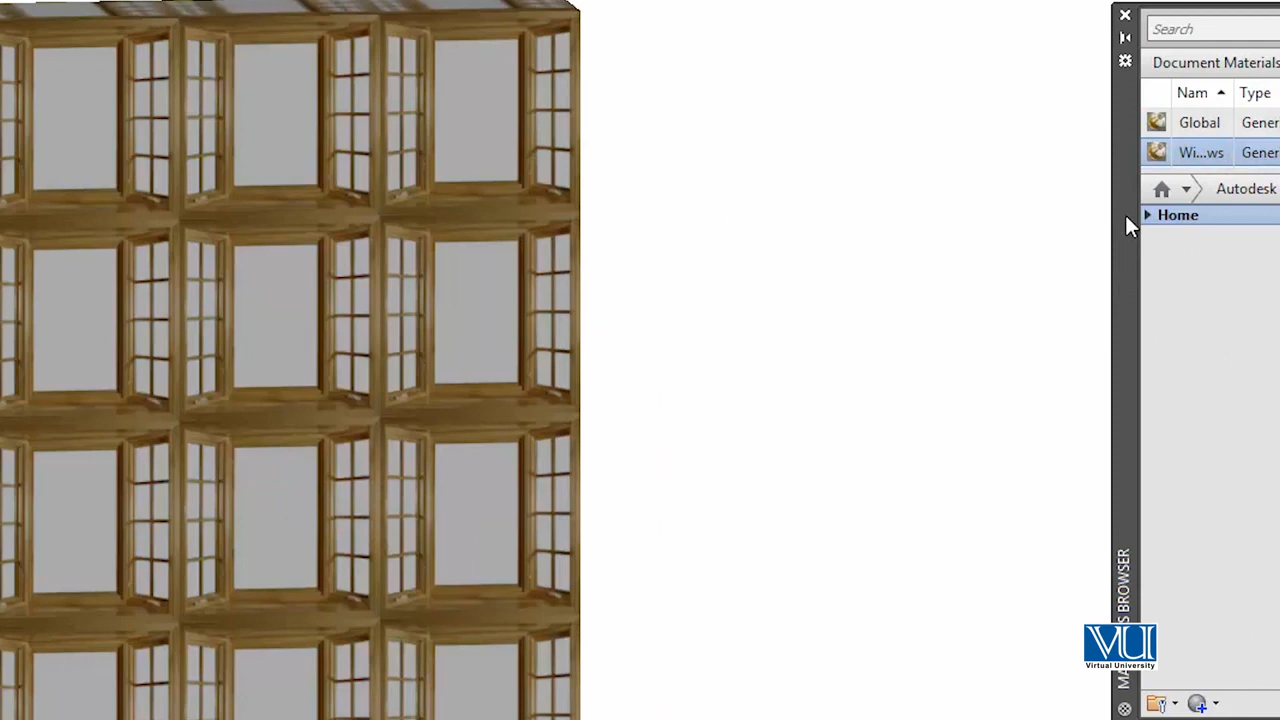 Search
Document Materials
Nam Type
Global Gener
Wi...ws Gener
Autodesk
Home
BROWSER
VU
Virtual University